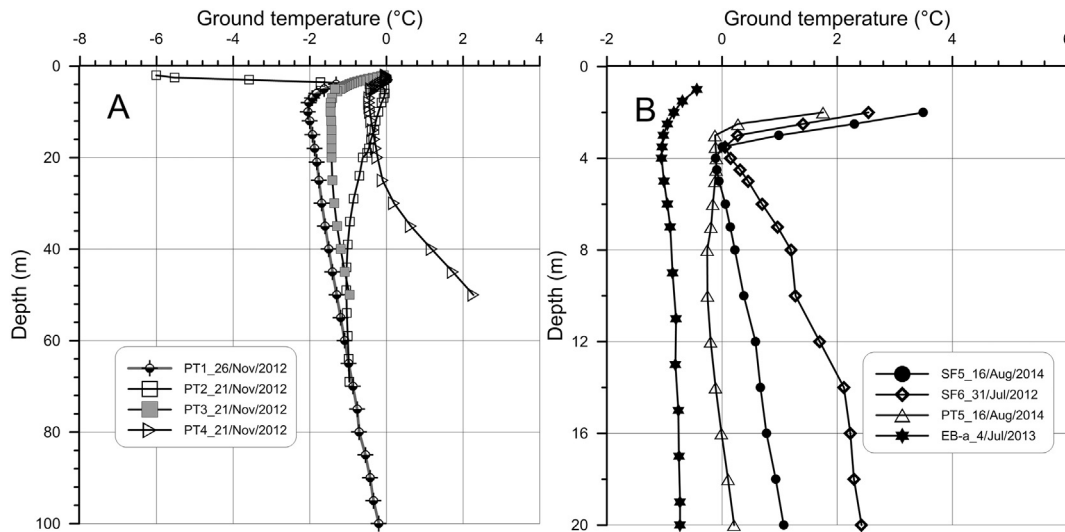 Ground temperature (°C)
-8 -6 -4 -2 0 2 4
0
20
40
60
80
100
Depth (m)
A
PT1_26/Nov/2012
PT2_21/Nov/2012
PT3_21/Nov/2012
PT4_21/Nov/2012
Ground temperature (°C)
-2 0 2 4 6
0
4
8
12
16
20
Depth (m)
B
SF5_16/Aug/2014
SF6_31/Jul/2012
PT5_16/Aug/2014
EB-a_4/Jul/2013